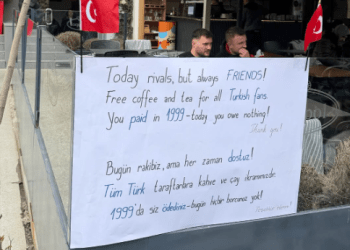 Today rivals, but always FRIENDS!
Free coffee and tea for all Turkish fans.
You paid in 1999-today you owe nothing!
Thank you!
Bugün rakibiz, ama her zaman dostuz!
Tüm Türk taraftarlara kahve ve çay ikramımızdır.
1999'da siz ödediniz-bugün hiçbir borcunuz yok!